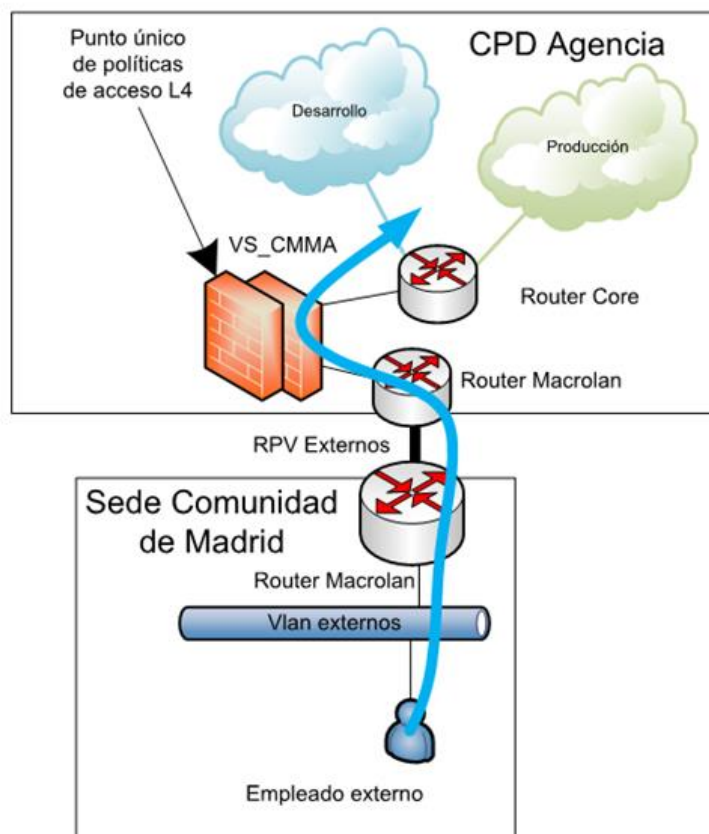 Punto único
de políticas
de acceso L4
CPD Agencia
Desarrollo
Producción
VS_CMMA
Router Core
Router Macrolan
RPV Externos
Sede Comunidad
de Madrid
Router Macrolan
Vlan externos
Empleado externo